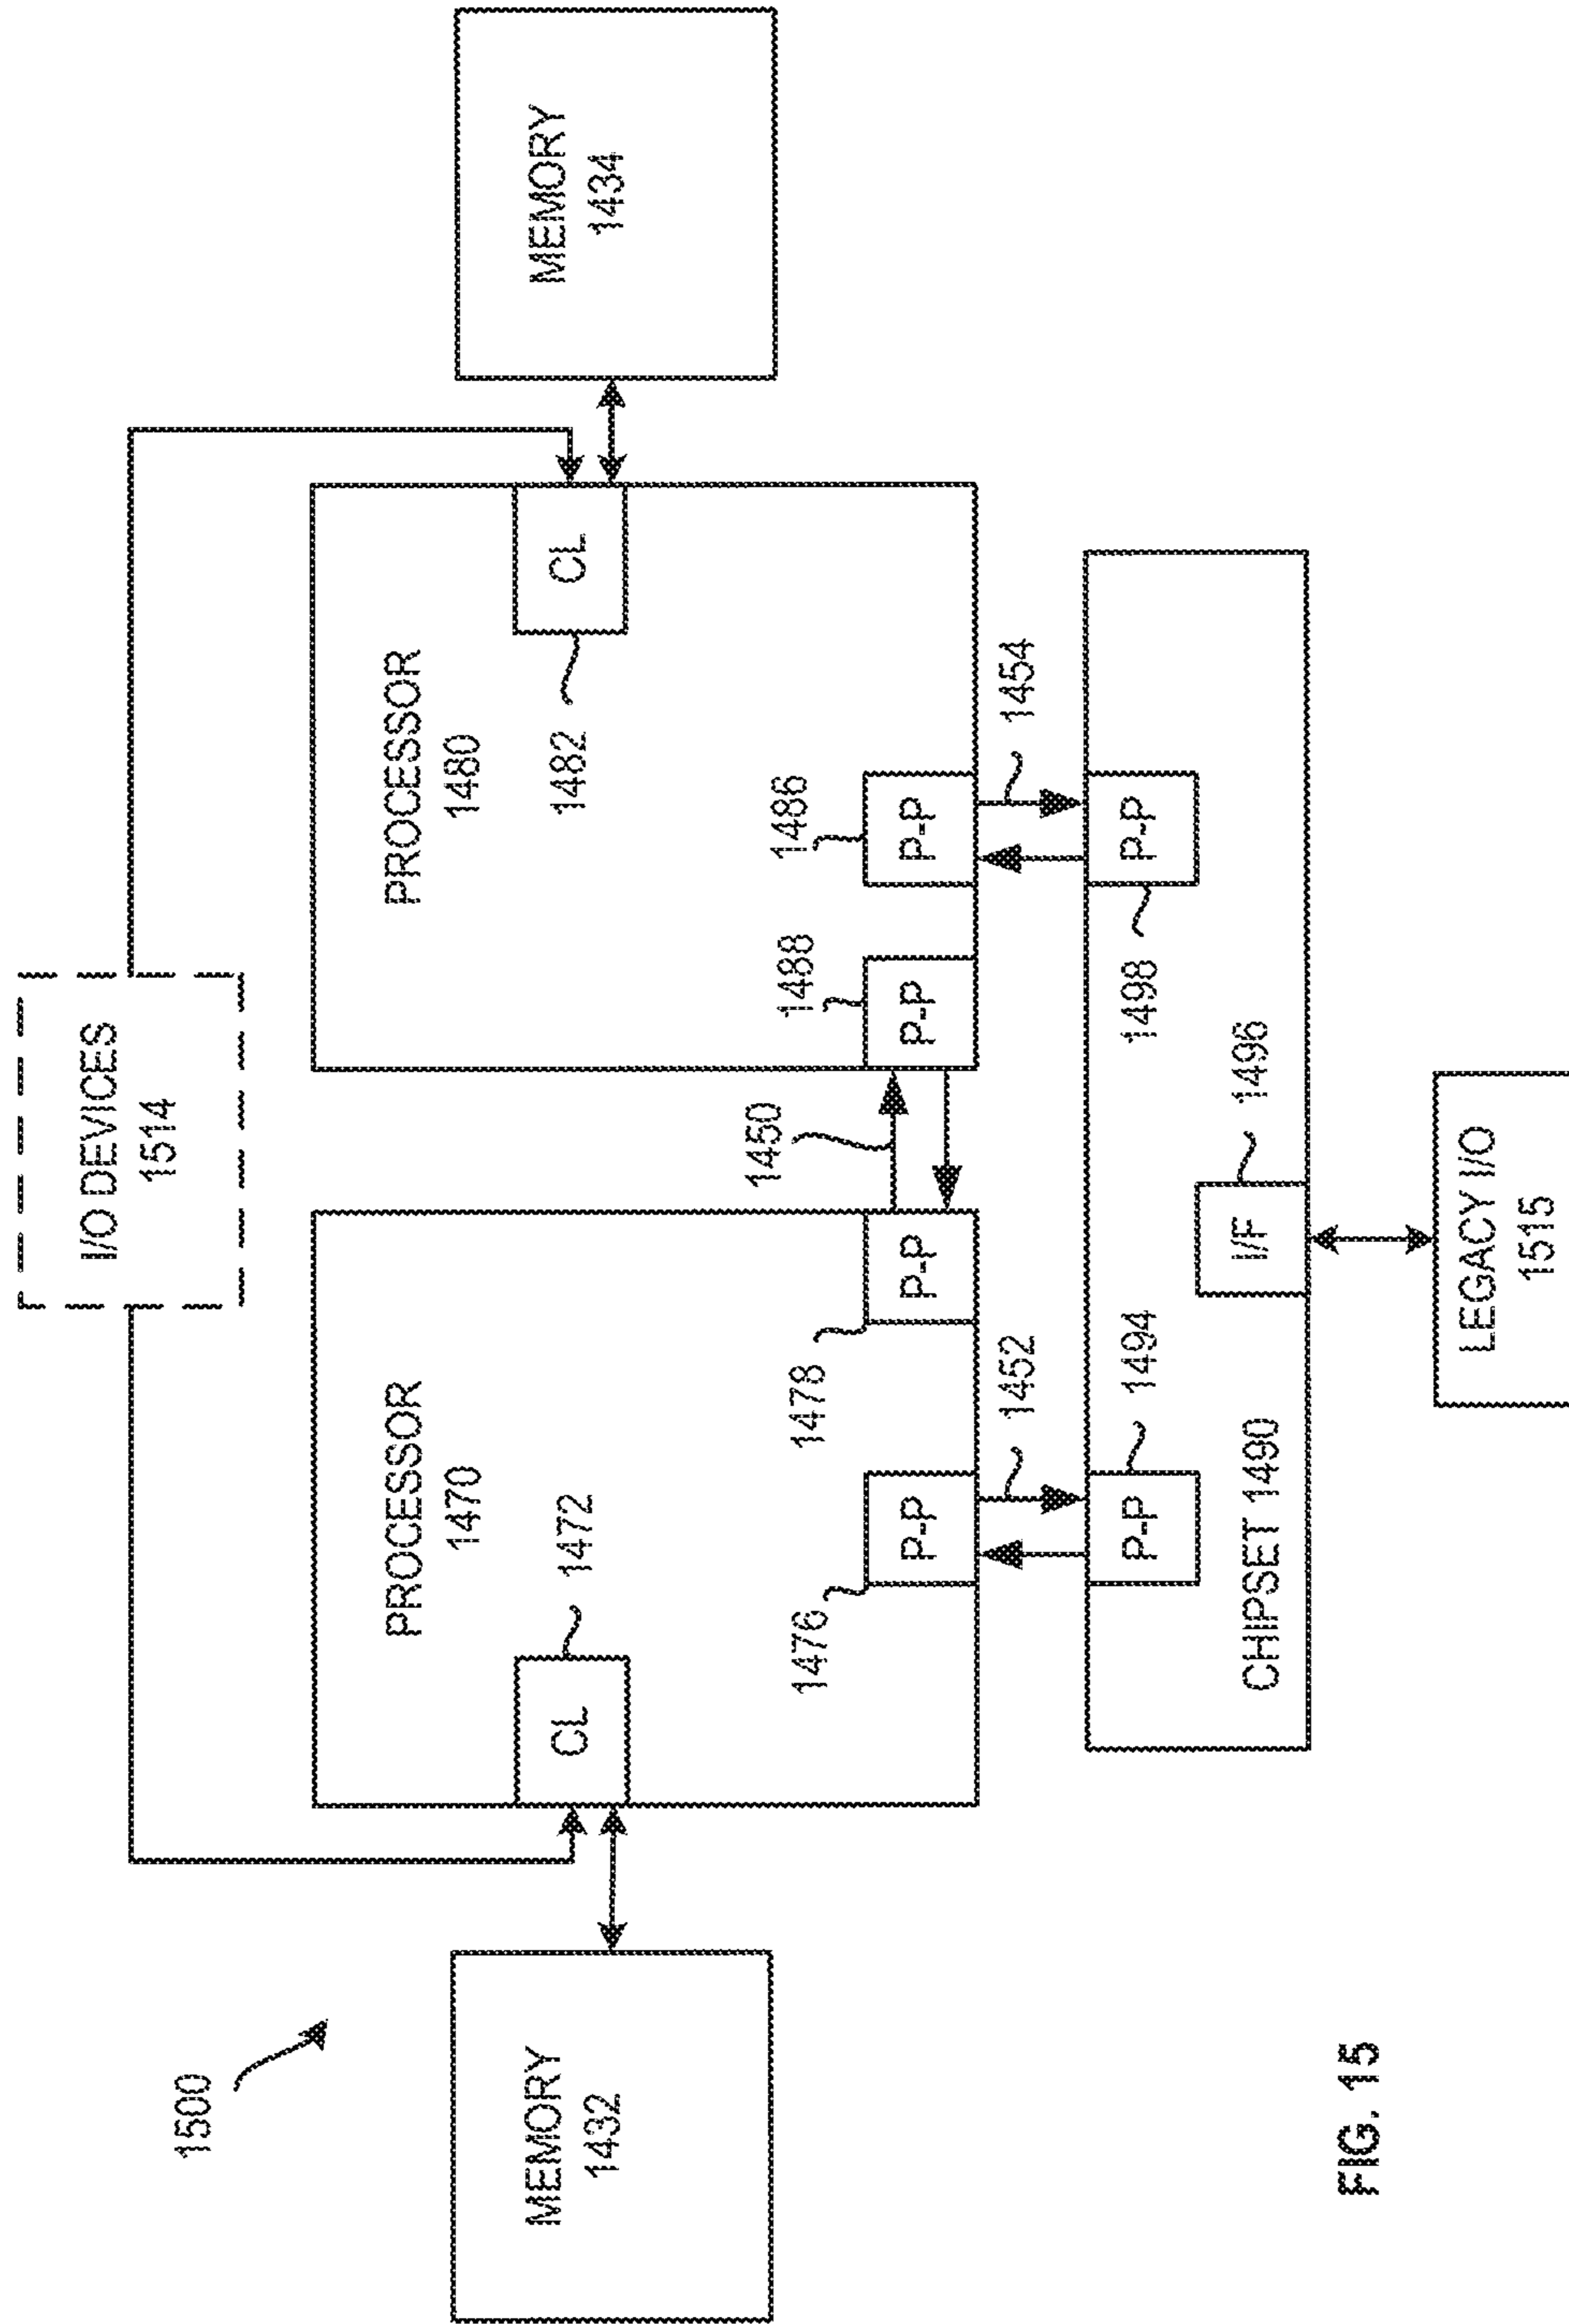 1500
I/O DEVICES
1514
PROCESSOR
1470
PROCESSOR
1480
MEMORY
1432
CL
1472
CL
1482
MEMORY
1434
1450
1476
1478
1488
1486
P-P
P-P
P-P
P-P
1452
1454
P-P
1494
1498
P-P
CHIPSET 1490
I/F
1496
FIG. 15
LEGACY I/O
1515